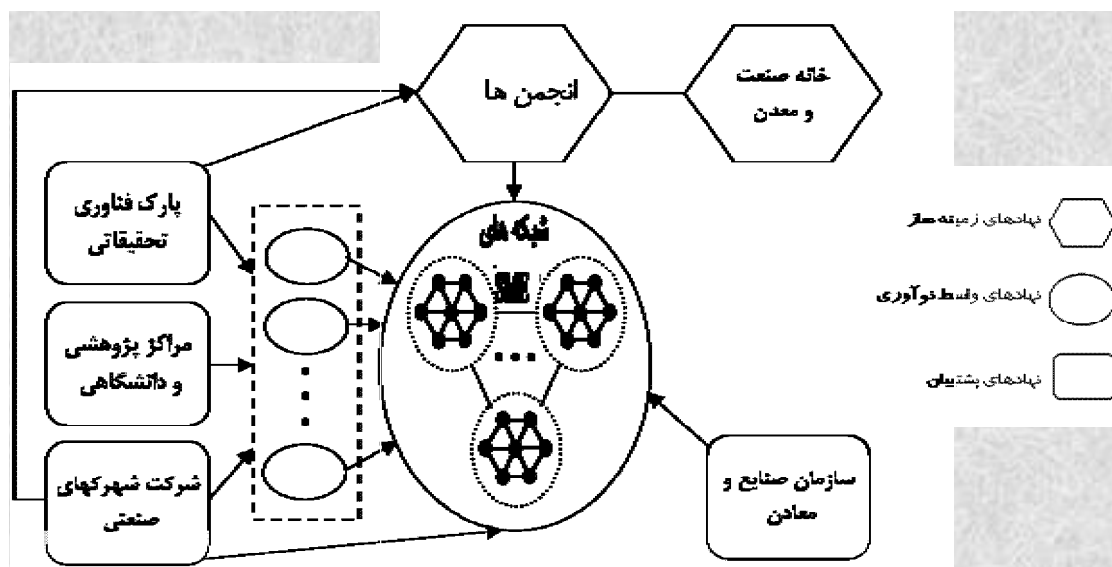 انجمن ها
خانه صنعت
و معدن
پارک فناوری
تحقیقاتی
شبکه های
مراکز پژوهشی
و دانشگاهی
شرکت شهرکهای
صنعتی
سازمان صنایع و
معادن
نهادهای زمینه ساز
نهادهای واسط نوآوری
نهادهای پشتیبان